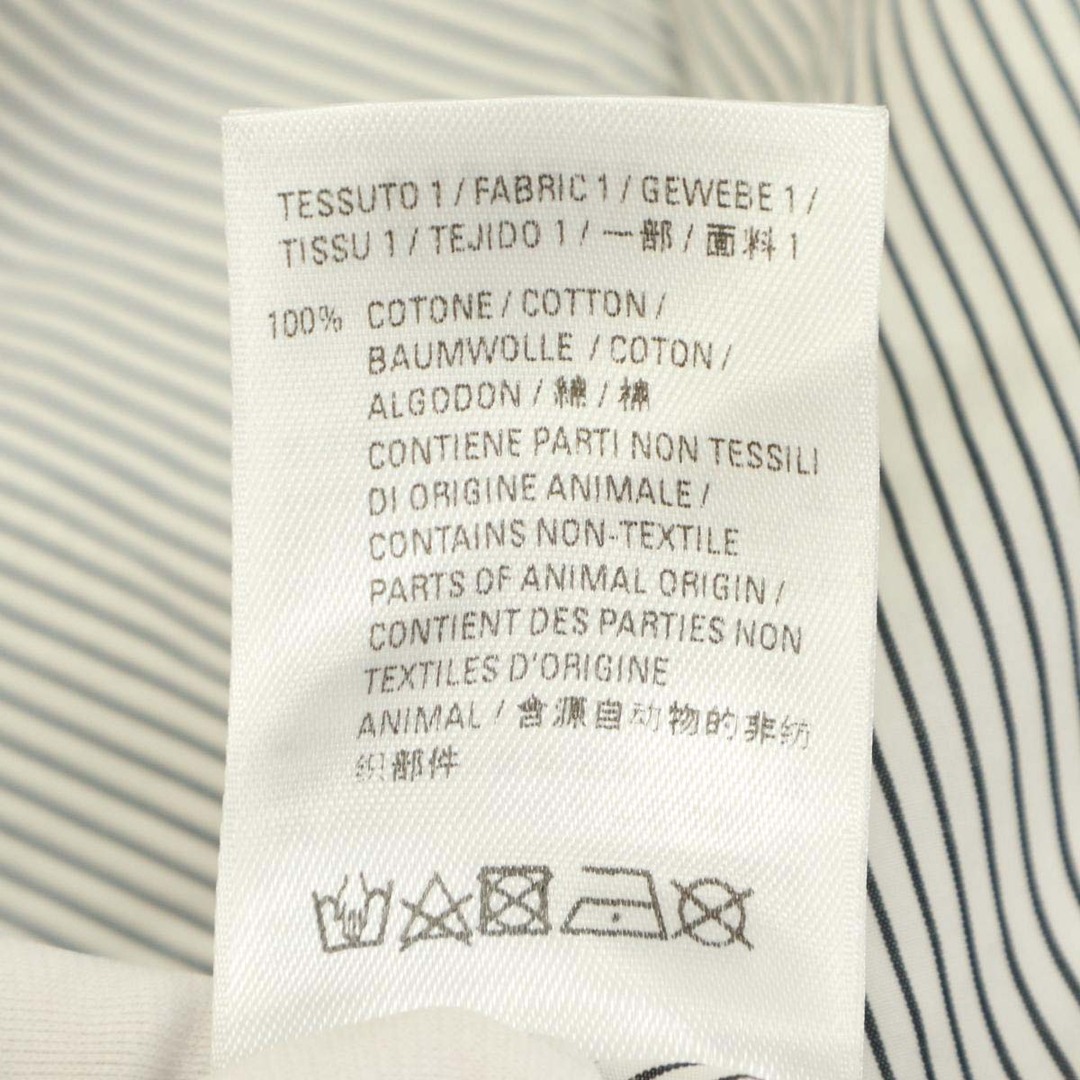 TESSUTO 1 / FABRIC 1 / GEWEBE 1 /
TISSU 1 / TEJIDO 1 / 一部 / 面料 1
100% COTONE / COTTON /
BAUMWOLLE / COTON /
ALGODON / 綿 / 棉
CONTIENE PARTI NON TESSILI
DI ORIGINE ANIMALE /
CONTAINS NON-TEXTILE
PARTS OF ANIMAL ORIGIN /
CONTIENT DES PARTIES NON
TEXTILES D'ORIGINE
ANIMAL / 含源自动物的非纺
织部件